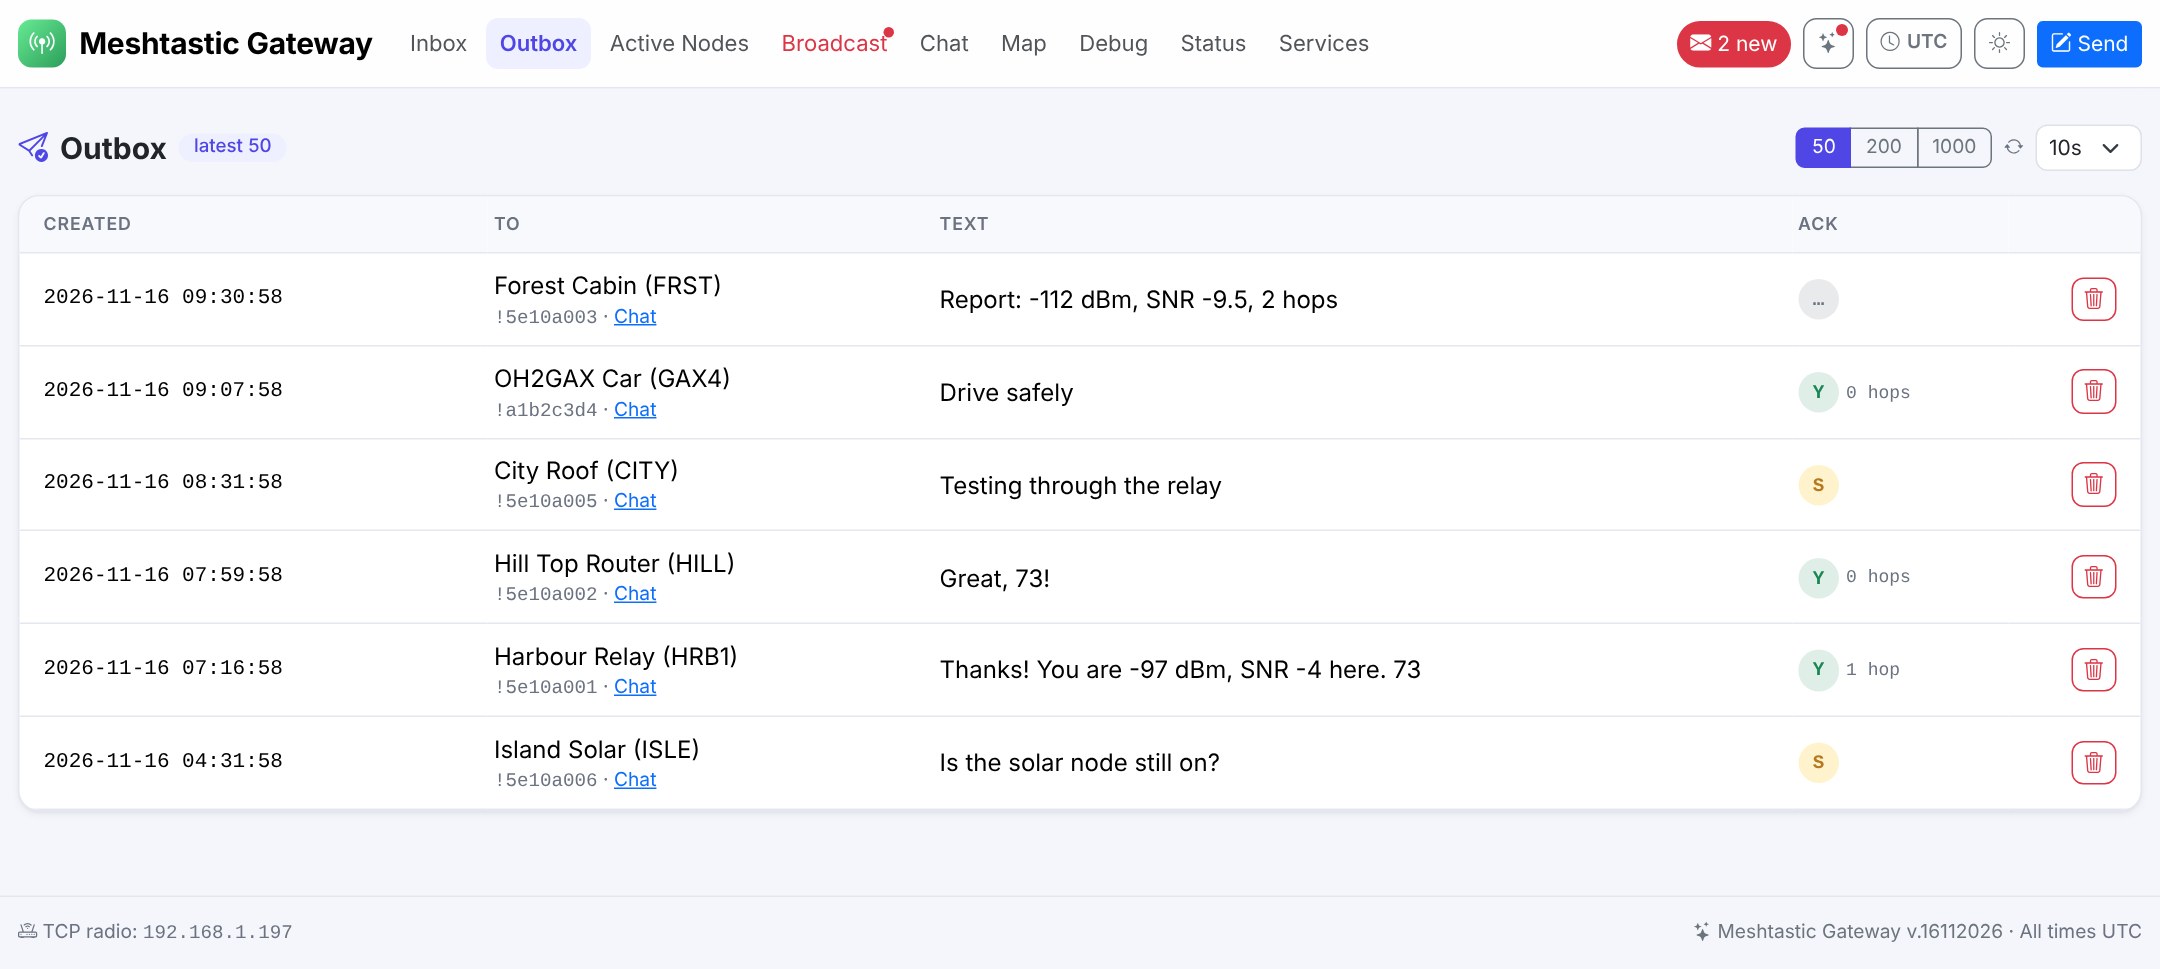 Meshtastic Gateway Inbox Outbox Active Nodes Broadcast Chat Map Debug Status Services 2 new UTC Send
Outbox latest 50 50 200 1000 10s
CREATED TO TEXT ACK
2026-11-16 09:30:58 Forest Cabin (FRST) Report: -112 dBm, SNR -9.5, 2 hops ...
!5e10a003 · Chat
2026-11-16 09:07:58 OH2GAX Car (GAX4) Drive safely Y 0 hops
!a1b2c3d4 · Chat
2026-11-16 08:31:58 City Roof (CITY) Testing through the relay S
!5e10a005 · Chat
2026-11-16 07:59:58 Hill Top Router (HILL) Great, 73! Y 0 hops
!5e10a002 · Chat
2026-11-16 07:16:58 Harbour Relay (HRB1) Thanks! You are -97 dBm, SNR -4 here. 73 Y 1 hop
!5e10a001 · Chat
2026-11-16 04:31:58 Island Solar (ISLE) Is the solar node still on? S
!5e10a006 · Chat
TCP radio: 192.168.1.197 Meshtastic Gateway v.16112026 · All times UTC